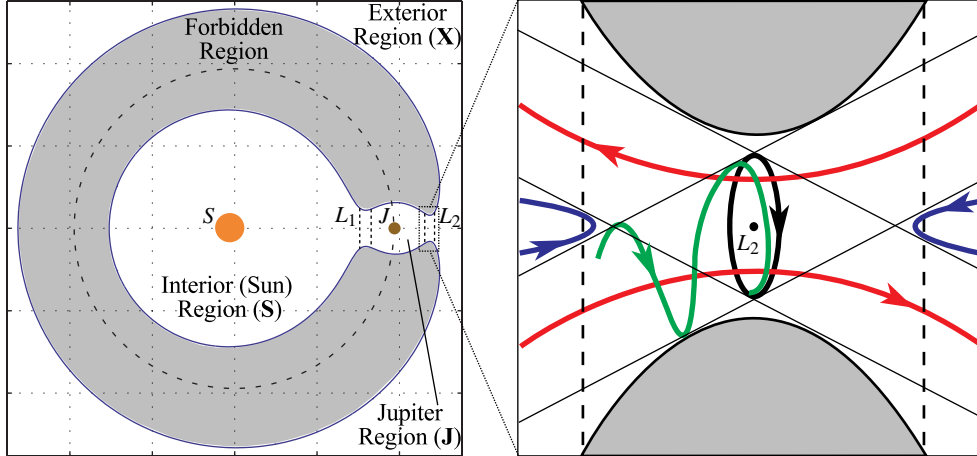 Forbidden
Region
Exterior
Region (X)
S
L1
J
L2
Interior (Sun)
Region (S)
Jupiter
Region (J)
L2